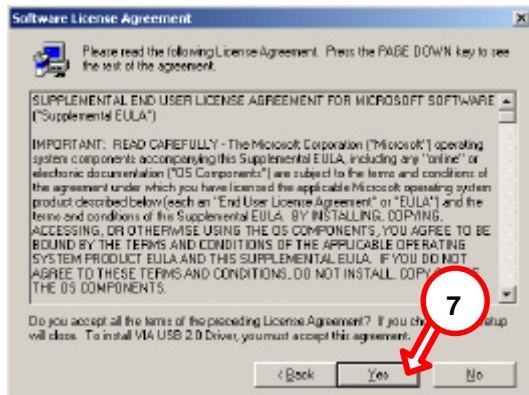 Software License Agreement
Please read the following License Agreement. Press the PAGE DOWN key to see
the rest of the agreement.
SUPPLEMENTAL END USER LICENSE AGREEMENT FOR MICROSOFT SOFTWARE
("Supplemental EULA")
IMPORTANT: READ CAREFULLY - The Microsoft Corporation ("Microsoft") operating
system components accompanying this Supplemental EULA, including any "online" or
electronic documentation ("OS Components") are subject to the terms and conditions of
the agreement under which you have licensed the applicable Microsoft operating system
product described below (each an "End User License Agreement" or "EULA") and the
terms and conditions of this Supplemental EULA. BY INSTALLING, COPYING,
ACCESSING, OR OTHERWISE USING THE OS COMPONENTS, YOU AGREE TO BE
BOUND BY THE TERMS AND CONDITIONS OF THE APPLICABLE OPERATING
SYSTEM PRODUCT EULA AND THIS SUPPLEMENTAL EULA. IF YOU DO NOT
AGREE TO THESE TERMS AND CONDITIONS, DO NOT INSTALL, COPY
THE OS COMPONENTS.
Do you accept all the terms of the preceding License Agreement? If you
will close. To install VIA USB 2.0 Driver, you must accept this agreement.
7
< Back Yes No